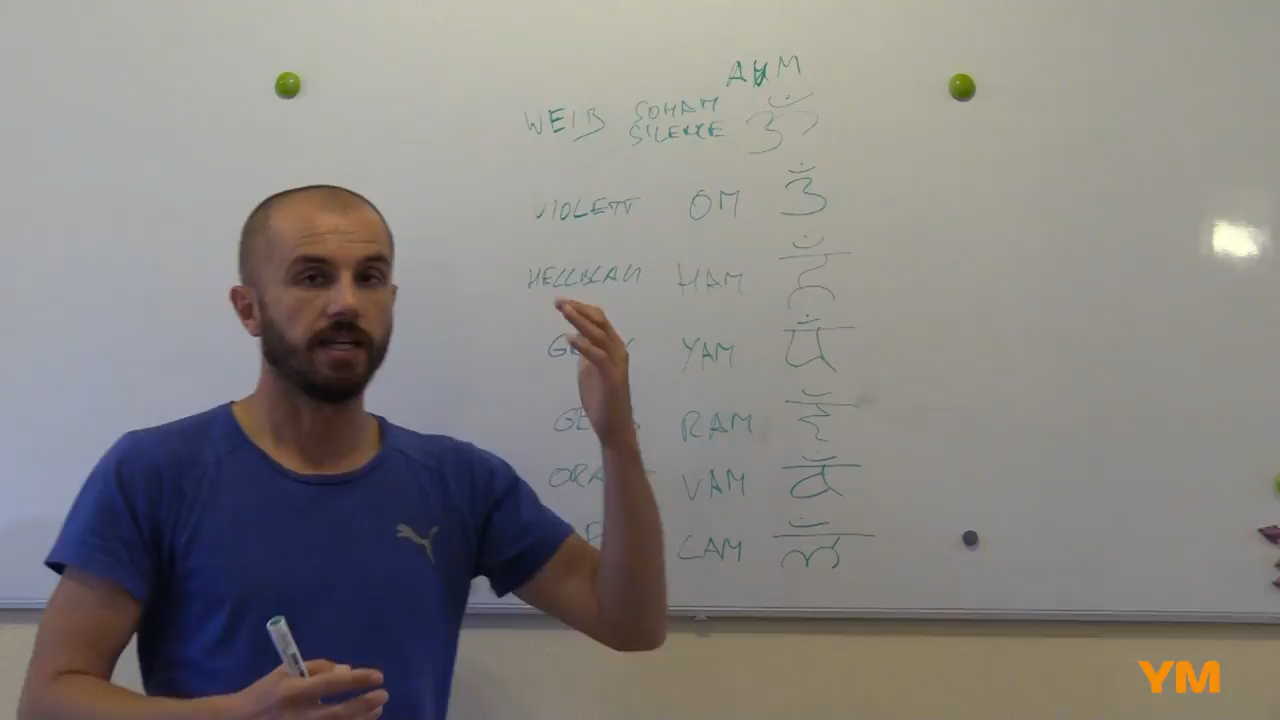 AUM
WEIß SOHAM ॐ
SILENCE
VIOLETT OM
HELLBLAU HAM हँ
YAM यँ
RAM रँ
VAM वँ
LAM लँ
YM